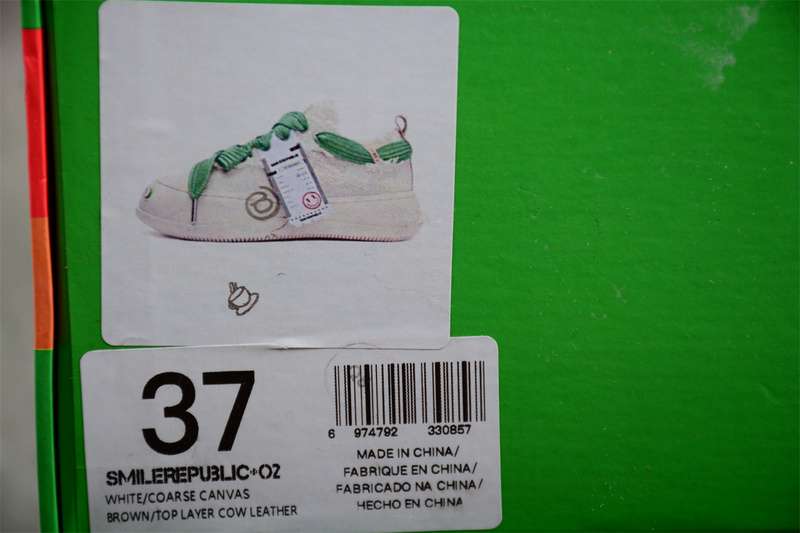 37
SMILEREPUBLIC+02
WHITE/COARSE CANVAS
BROWN/TOP LAYER COW LEATHER
6 974792 330857
MADE IN CHINA/
FABRIQUE EN CHINA/
FABRICADO NA CHINA/
HECHO EN CHINA